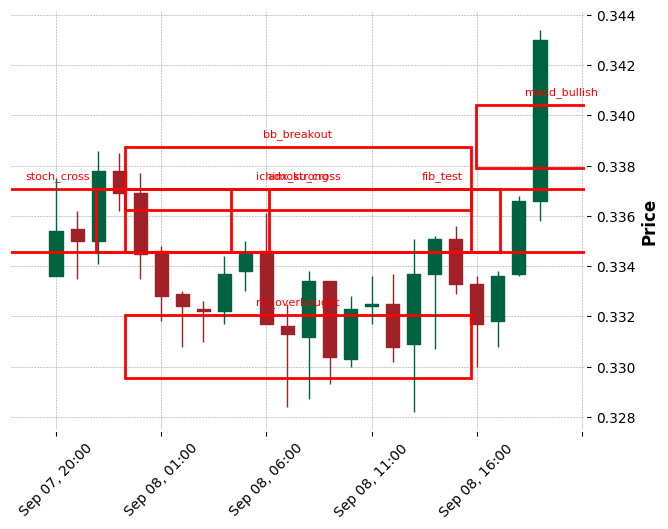 0.344
0.342
macd_bullish
0.340
bb_breakout
0.338
stoch_cross
adx_strong
fib_test
0.336
Price
0.334
0.332
0.330
0.328
Sep 07, 20:00
Sep 08, 01:00
Sep 08, 06:00
Sep 08, 11:00
Sep 08, 16:00